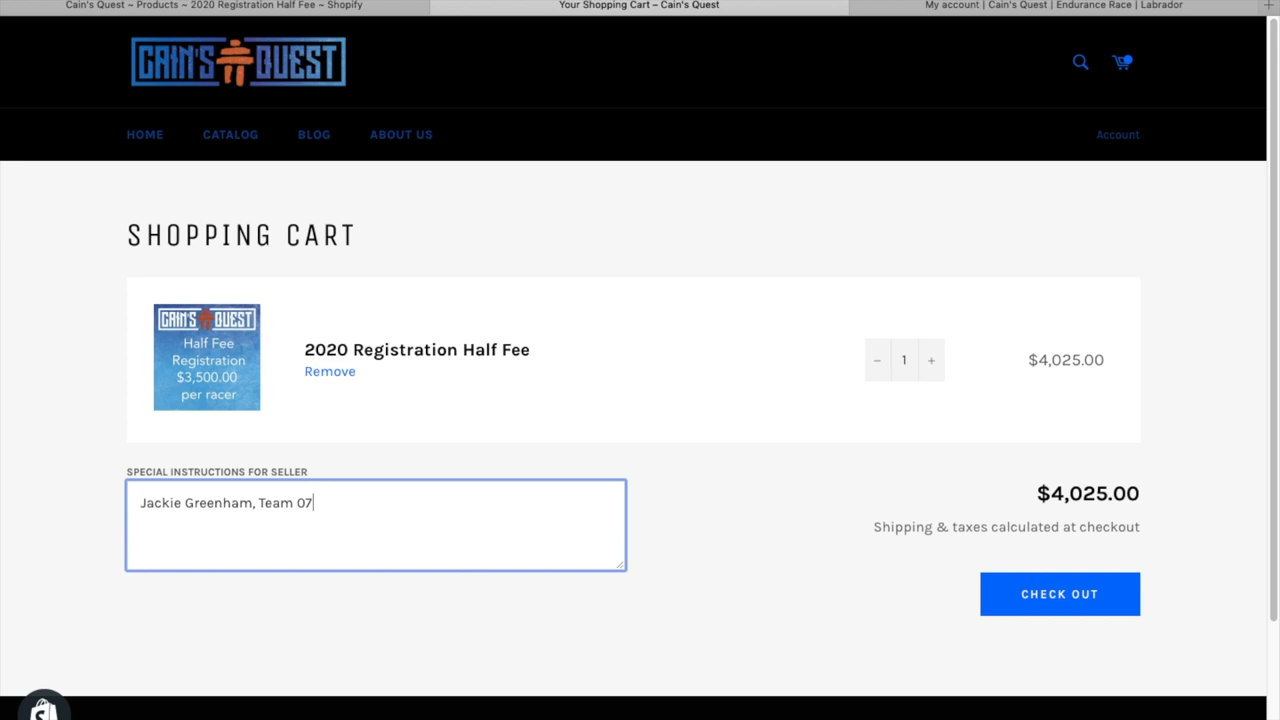 Cain's Quest ~ Products ~ 2020 Registration Half Fee ~ Shopify
Your Shopping Cart – Cain's Quest
My account | Cain's Quest | Endurance Race | Labrador
CAIN'S QUEST
HOME
CATALOG
BLOG
ABOUT US
Account
SHOPPING CART
CAIN'S QUEST
Half Fee
Registration
$3,500.00
per racer
2020 Registration Half Fee
Remove
− 1 +
$4,025.00
SPECIAL INSTRUCTIONS FOR SELLER
Jackie Greenham, Team 07
$4,025.00
Shipping & taxes calculated at checkout
CHECK OUT